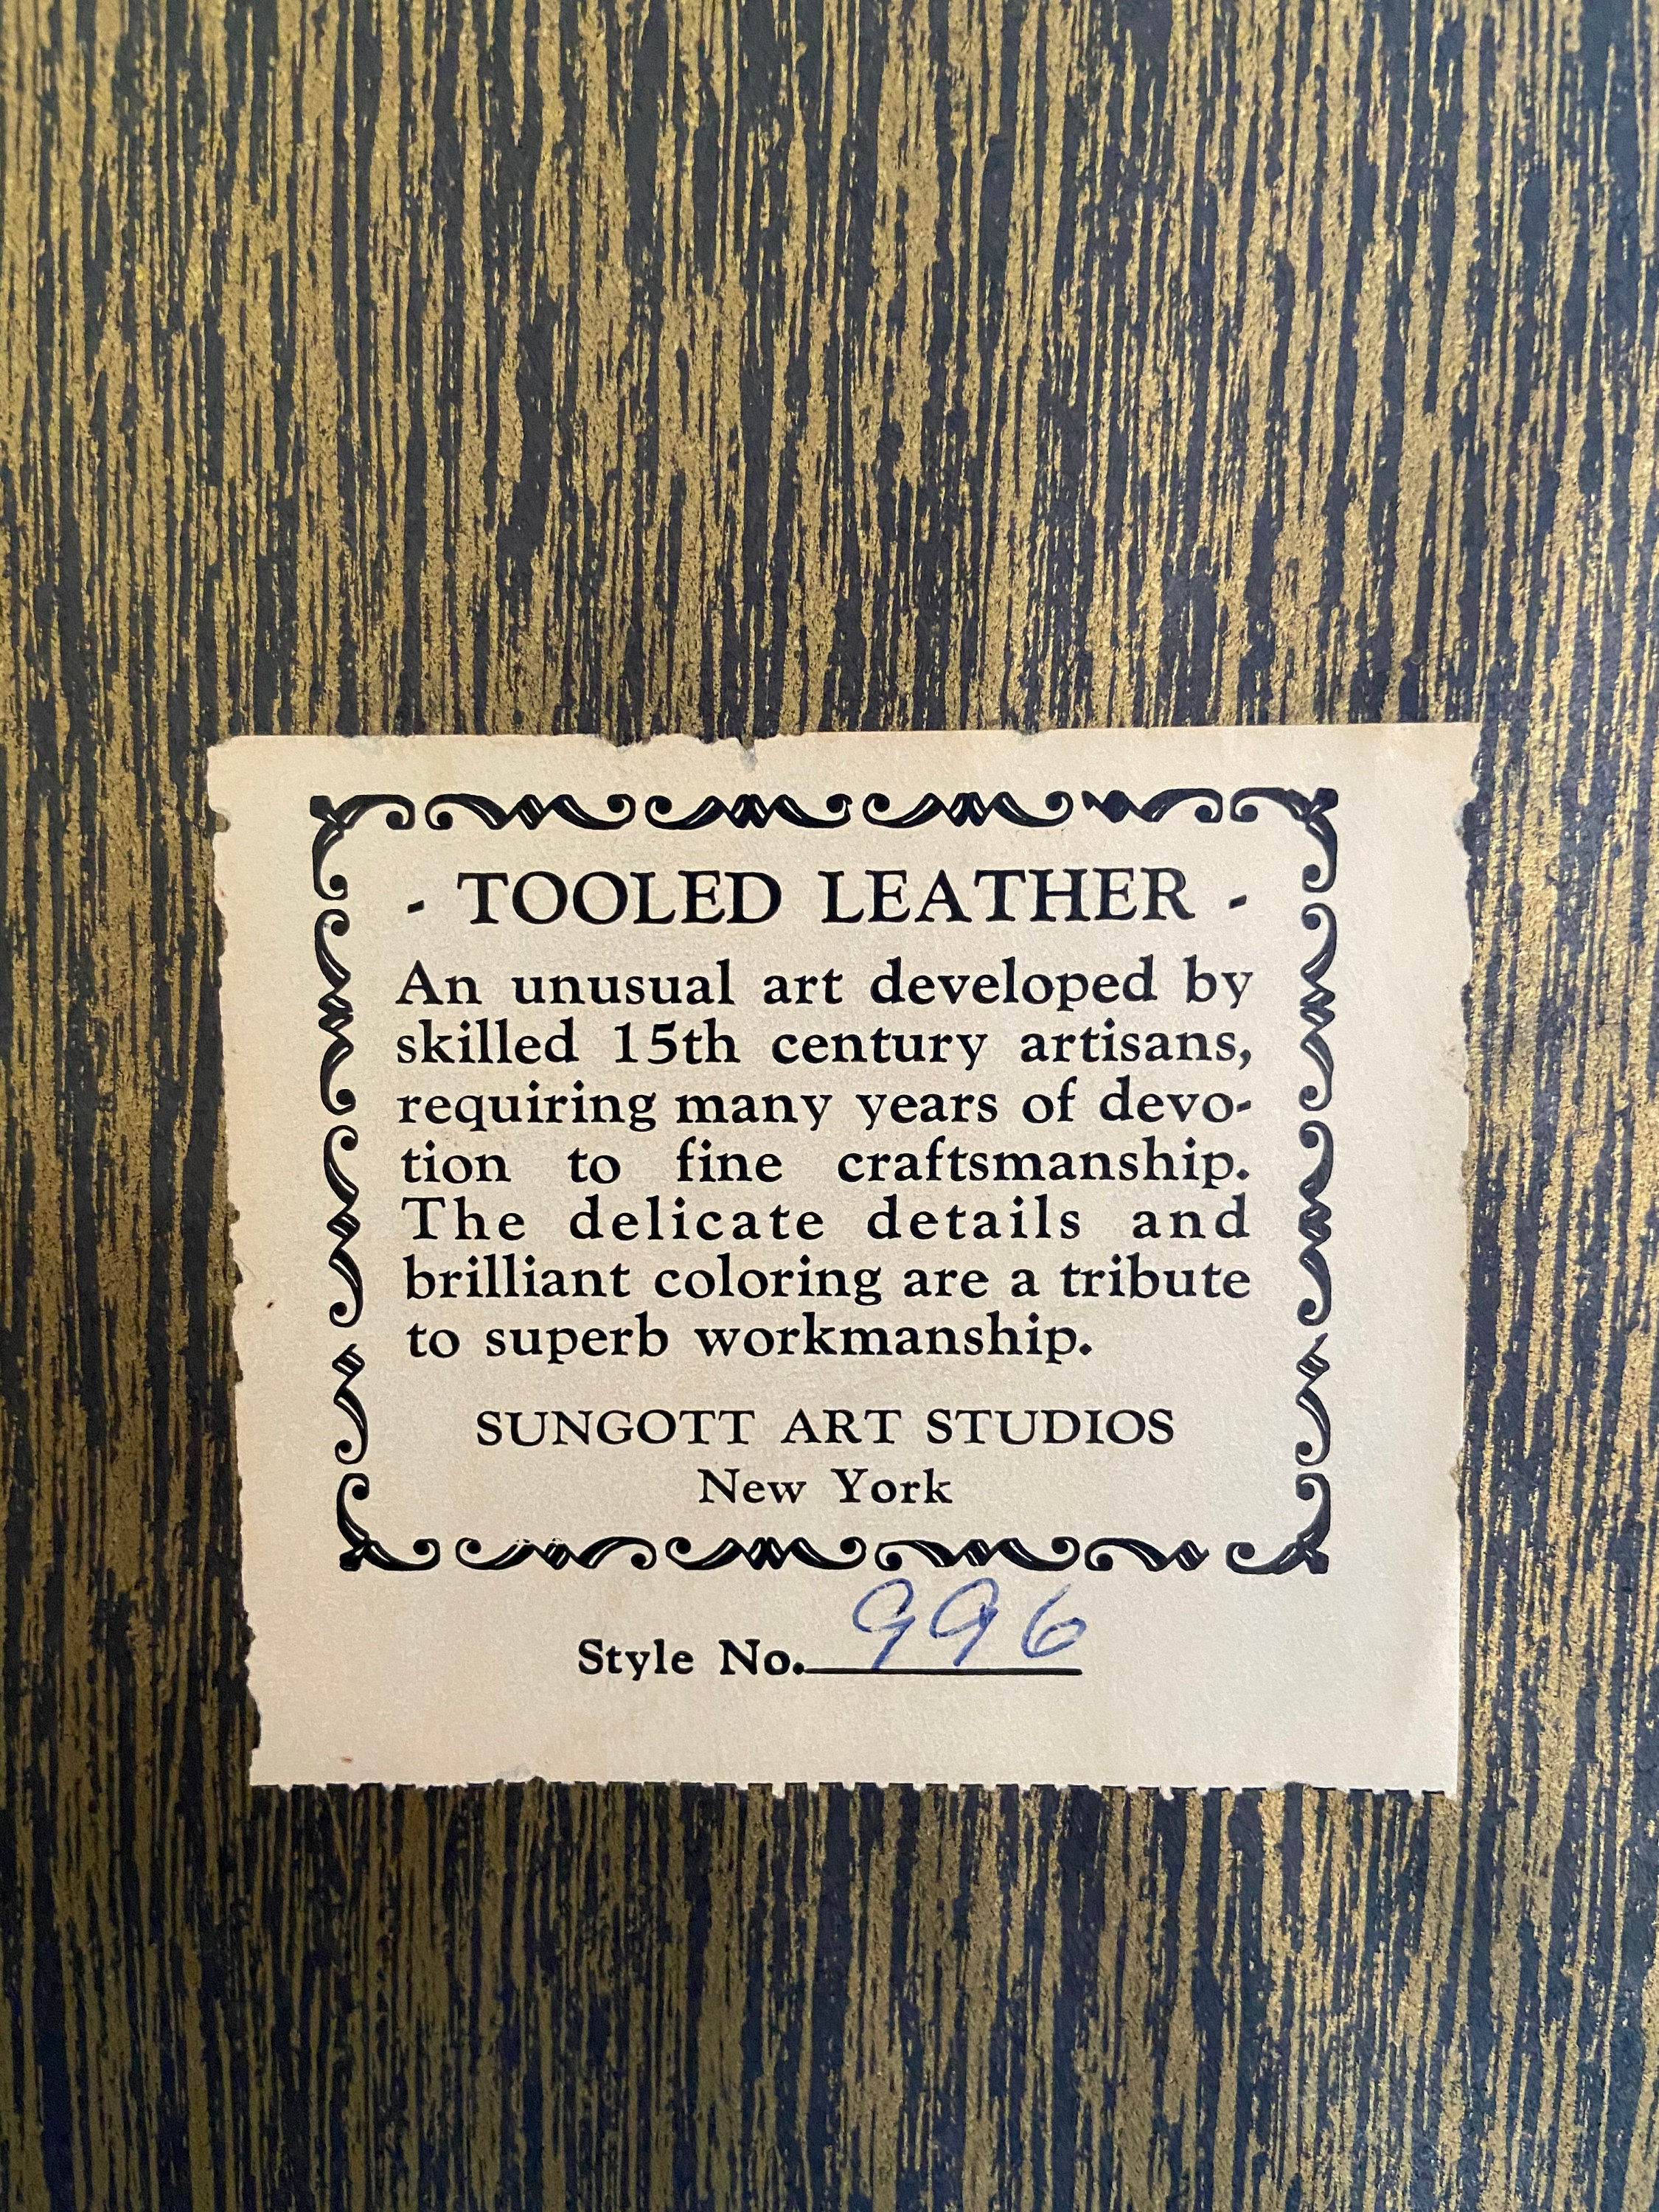 - TOOLED LEATHER -
An unusual art developed by
skilled 15th century artisans,
requiring many years of devo-
tion to fine craftsmanship.
The delicate details and
brilliant coloring are a tribute
to superb workmanship.
SUNGOTT ART STUDIOS
New York
Style No. 996